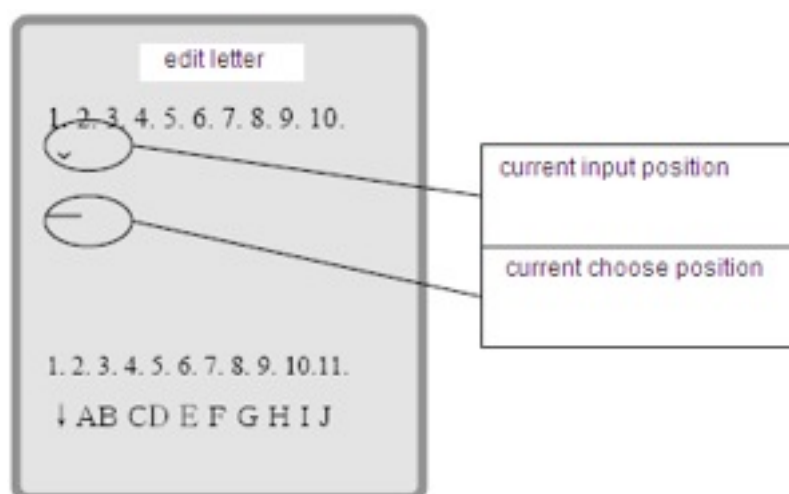 edit letter
1. 2. 3. 4. 5. 6. 7. 8. 9. 10.
current input position
current choose position
1. 2. 3. 4. 5. 6. 7. 8. 9. 10.11.
↓ AB CD E F G H I J